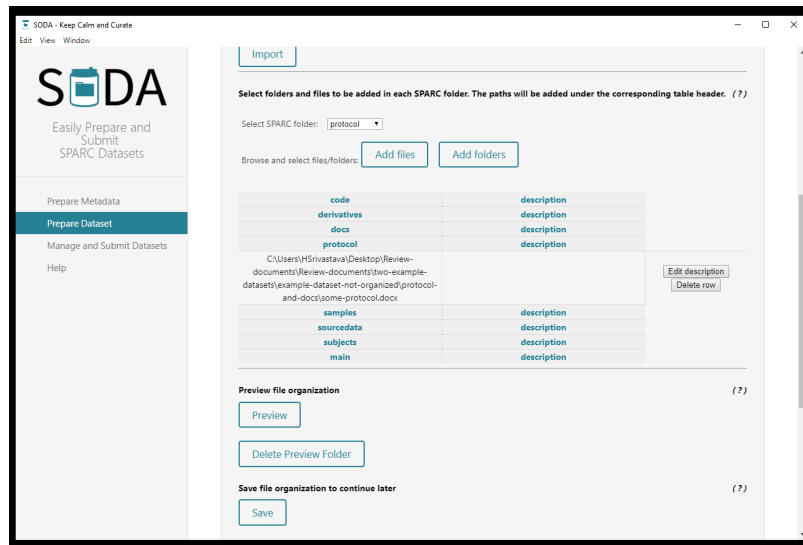 SODA - Keep Calm and Curate
Edit View Window
SODA
Easily Prepare and
Submit
SPARC Datasets
Prepare Metadata
Prepare Dataset
Manage and Submit Datasets
Help
Import
Select folders and files to be added in each SPARC folder. The paths will be added under the corresponding table header. (?)
Select SPARC folder: protocol
Browse and select files/folders: Add files Add folders
code description
derivatives description
docs description
protocol description
C:\Users\HSrivastava\Desktop\Review-
documents\Review-documents\two-example-
datasets\example-dataset-not-organized\protocol-
and-docs\some-protocol.docx
Edit description
Delete row
samples description
sourcedata description
subjects description
main description
Preview file organization (?)
Preview
Delete Preview Folder
Save file organization to continue later (?)
Save